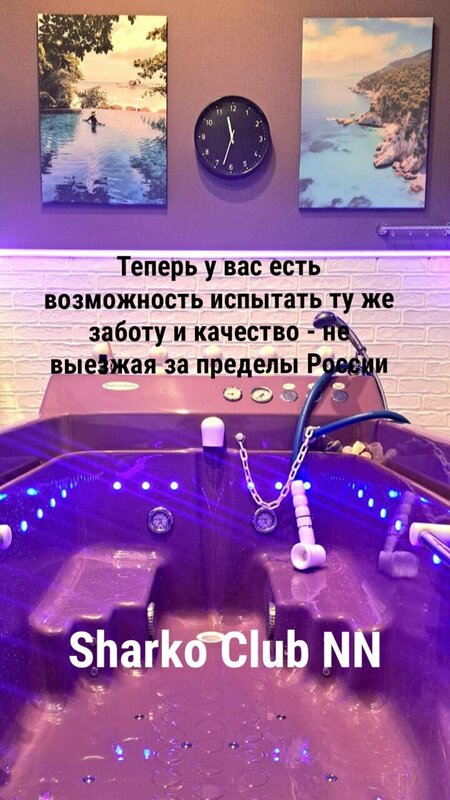 Теперь у вас есть
возможность испытать ту же
заботу и качество - не
выезжая за пределы России
Sharko Club NN